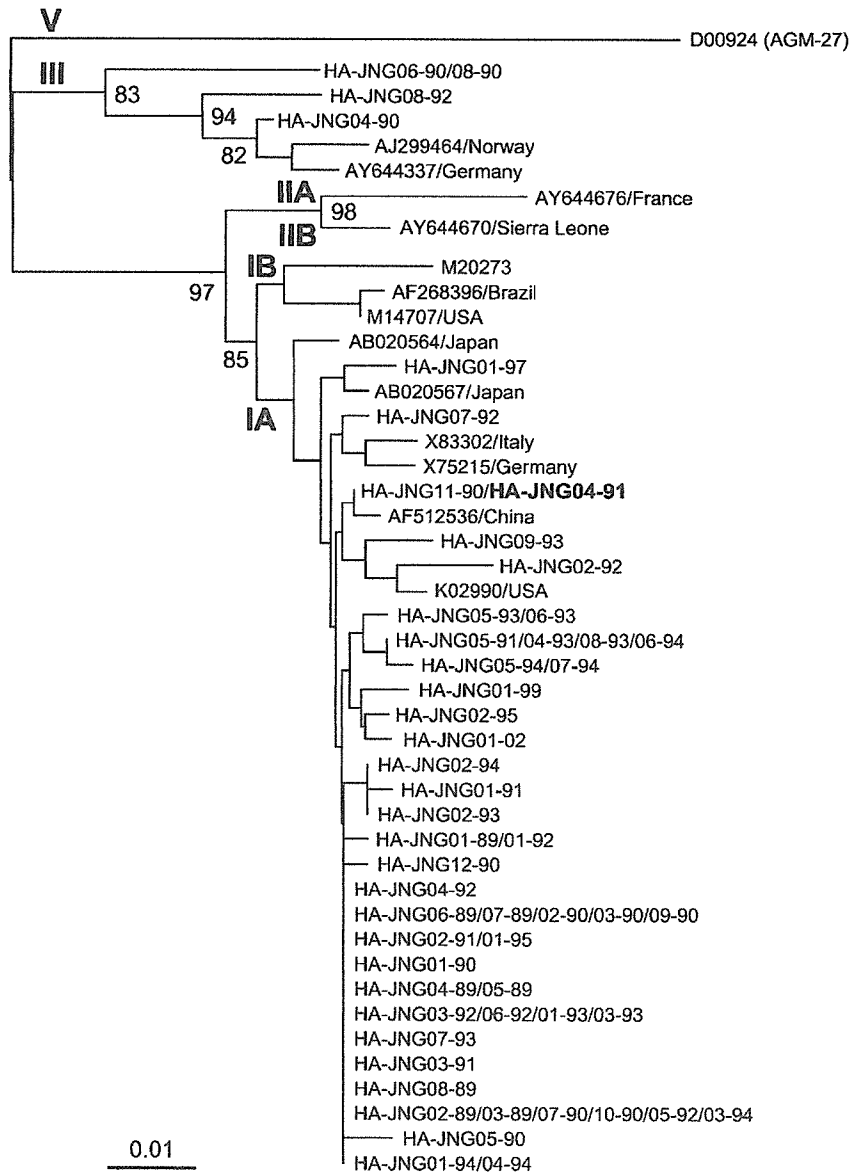 V
D00924 (AGM-27)
III
HA-JNG06-90/08-90
83
HA-JNG08-92
94
HA-JNG04-90
82
AJ299464/Norway
AY644337/Germany
IIA
AY644676/France
98
IIB
AY644670/Sierra Leone
IB
M20273
97
AF268396/Brazil
M14707/USA
85
AB020564/Japan
HA-JNG01-97
AB020567/Japan
IA
HA-JNG07-92
X83302/Italy
X75215/Germany
HA-JNG11-90/HA-JNG04-91
AF512536/China
HA-JNG09-93
HA-JNG02-92
K02990/USA
HA-JNG05-93/06-93
HA-JNG05-91/04-93/08-93/06-94
HA-JNG05-94/07-94
HA-JNG01-99
HA-JNG02-95
HA-JNG01-02
HA-JNG02-94
HA-JNG01-91
HA-JNG02-93
HA-JNG01-89/01-92
HA-JNG12-90
HA-JNG04-92
HA-JNG06-89/07-89/02-90/03-90/09-90
HA-JNG02-91/01-95
HA-JNG01-90
HA-JNG04-89/05-89
HA-JNG03-92/06-92/01-93/03-93
HA-JNG07-93
HA-JNG03-91
HA-JNG08-89
HA-JNG02-89/03-89/07-90/10-90/05-92/03-94
HA-JNG05-90
HA-JNG01-94/04-94
0.01